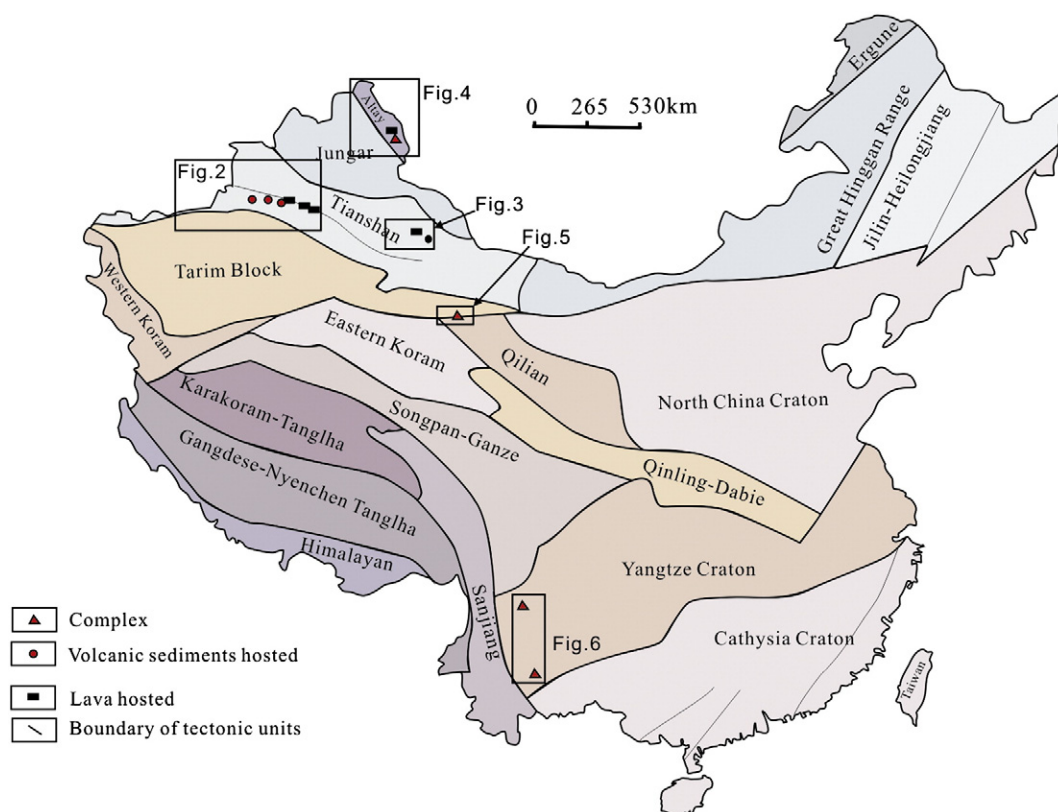 Ergune
Fig.4
Altay
0 265 530km
Great Hinggan Range
Jilin-Heilongjiang
Jungar
Fig.2
Tianshan
Fig.3
Fig.5
Tarim Block
Western Koram
Eastern Koram
Qilian
North China Craton
Karakoram-Tanglha
Songpan-Ganze
Gangdese-Nyenchen Tanglha
Qinling-Dabie
Himalayan
Yangtze Craton
Sanjiang
Fig.6
Cathysia Craton
Taiwan
Complex
Volcanic sediments hosted
Lava hosted
Boundary of tectonic units